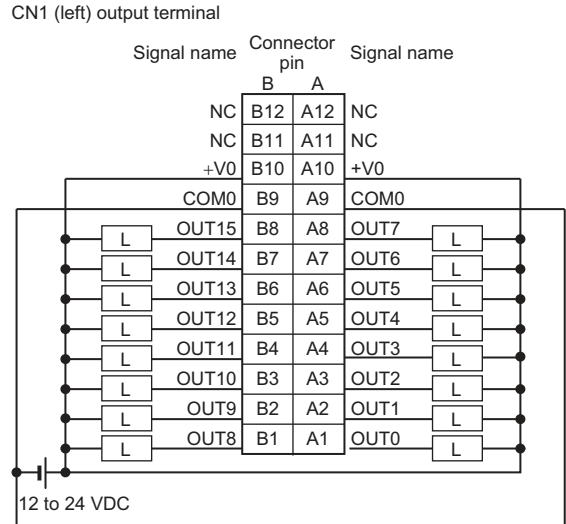 CN1 (left) output terminal
Signal name Connector pin Signal name
B A
NC B12 A12 NC
NC B11 A11 NC
+V0 B10 A10 +V0
COM0 B9 A9 COM0
L OUT15 B8 A8 OUT7 L
L OUT14 B7 A7 OUT6 L
L OUT13 B6 A6 OUT5 L
L OUT12 B5 A5 OUT4 L
L OUT11 B4 A4 OUT3 L
L OUT10 B3 A3 OUT2 L
L OUT9 B2 A2 OUT1 L
L OUT8 B1 A1 OUT0 L
12 to 24 VDC